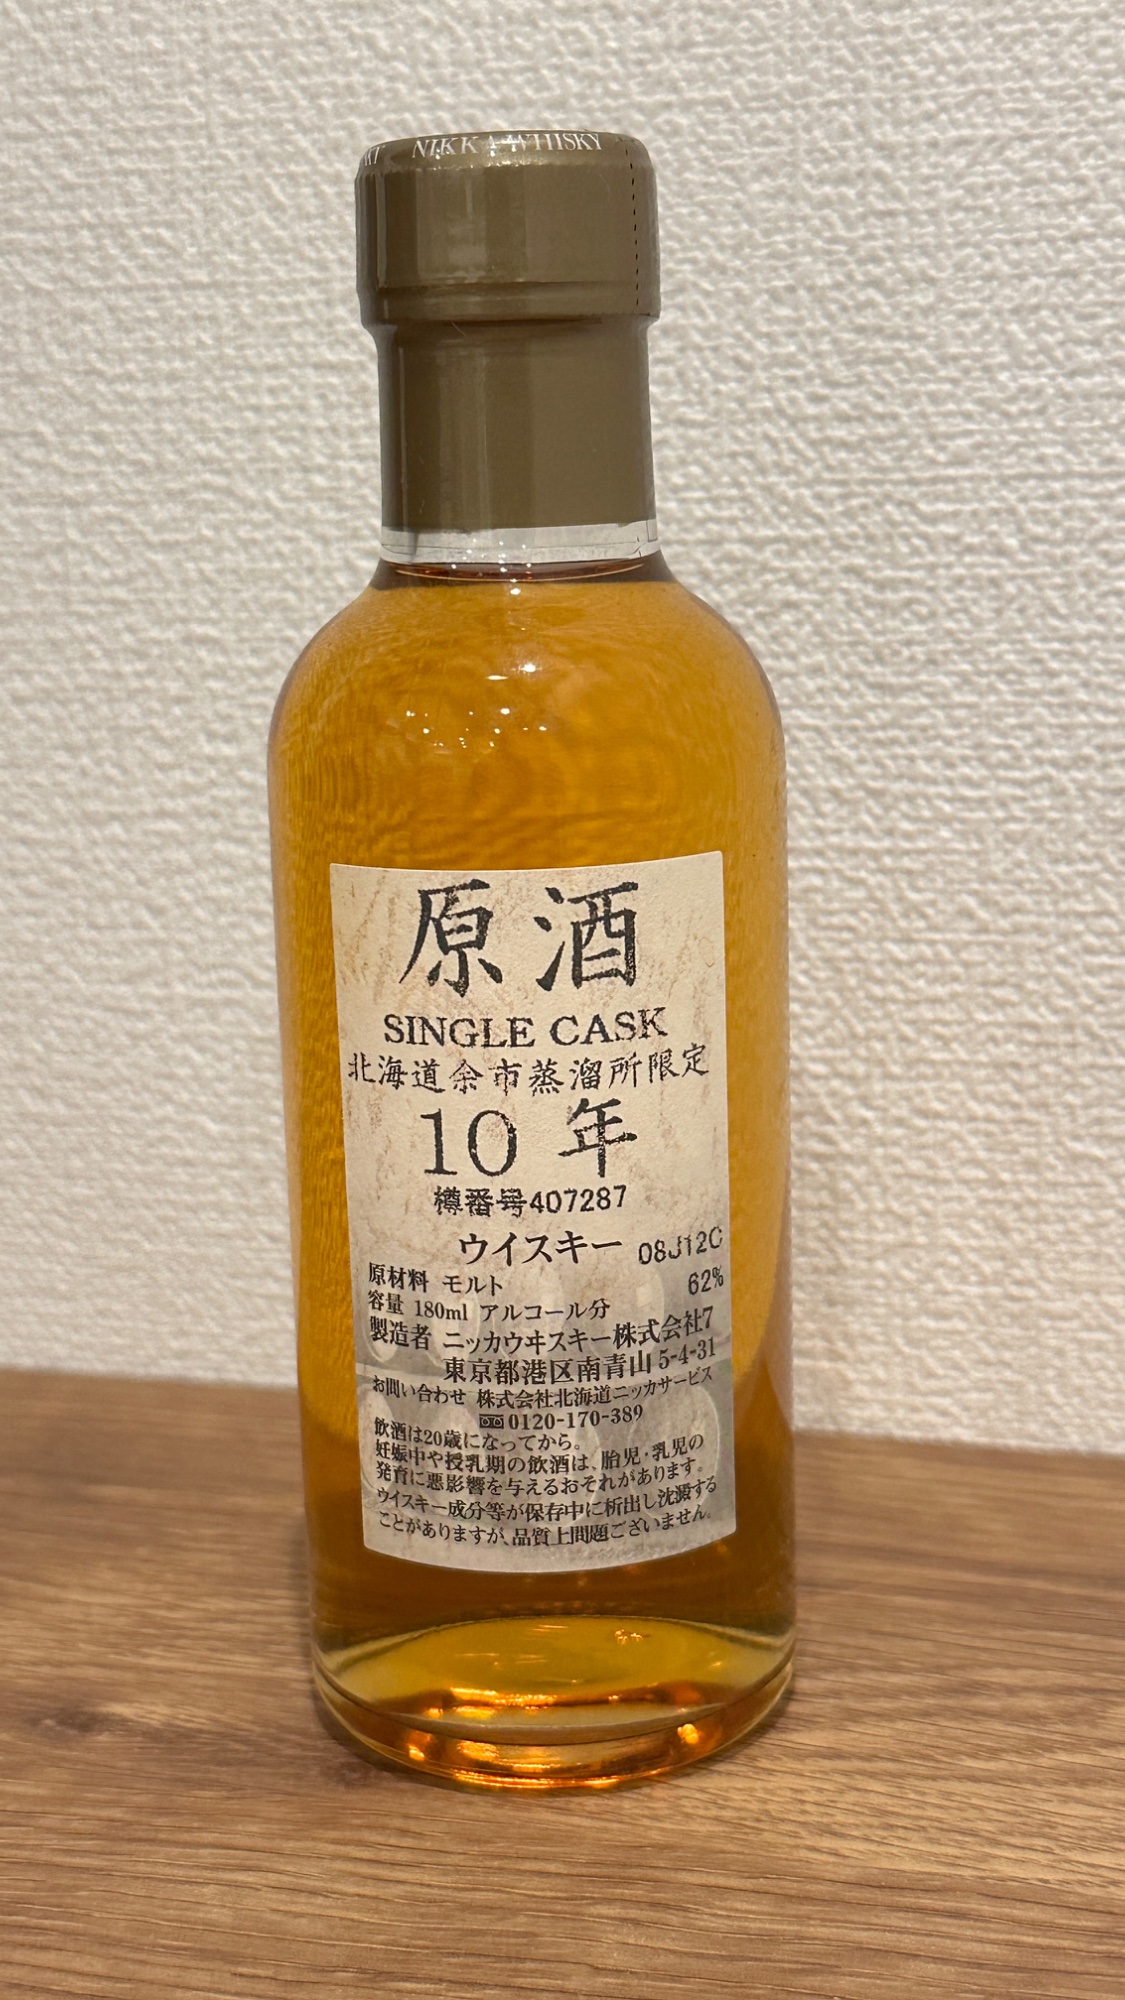 NIKKA WHISKY
原酒
SINGLE CASK
北海道余市蒸溜所限定
10年
樽番号407287
ウイスキー 08J12C
原材料 モルト 62%
容量 180ml アルコール分
製造者 ニッカウヰスキー株式会社7
東京都港区南青山 5-4-31
お問い合わせ 株式会社北海道ニッカサービス
0120-170-389
飲酒は20歳になってから。
妊娠中や授乳期の飲酒は、胎児・乳児の
発育に悪影響を与えるおそれがあります。
ウイスキー成分等が保存中に析出し沈澱する
ことがありますが、品質上問題ございません。